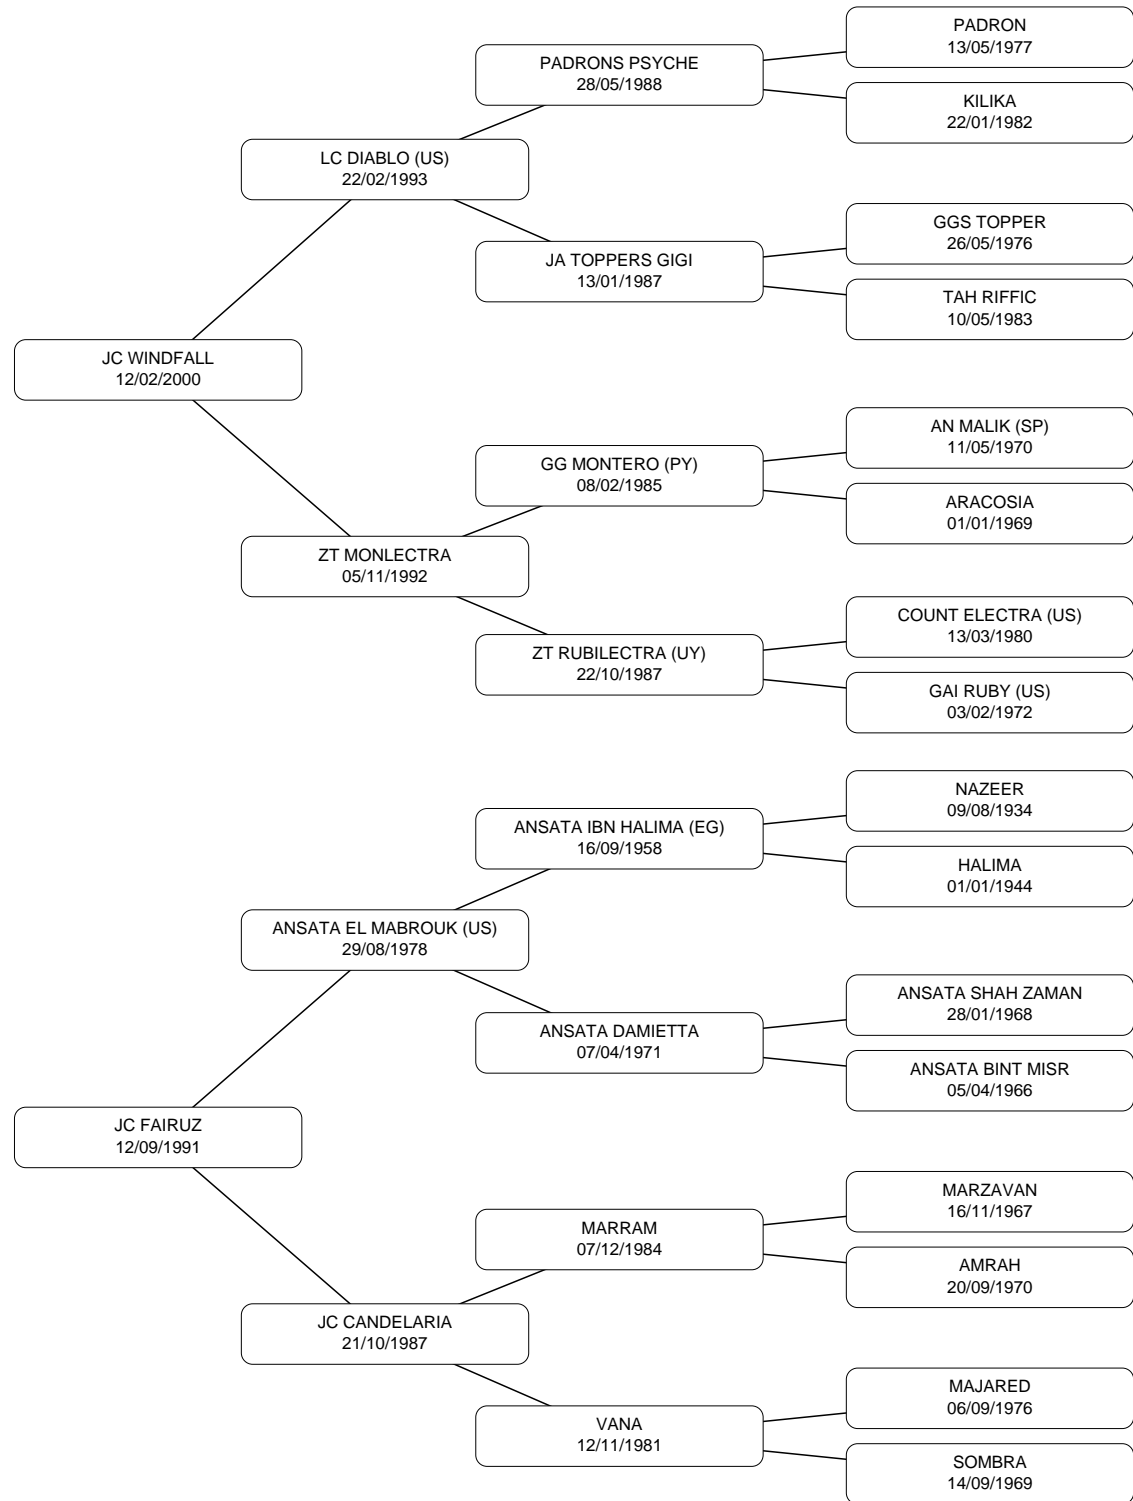 PADRON
13/05/1977
PADRONS PSYCHE
28/05/1988
KILIKA
22/01/1982
LC DIABLO (US)
22/02/1993
GGS TOPPER
26/05/1976
JA TOPPERS GIGI
13/01/1987
TAH RIFFIC
10/05/1983
JC WINDFALL
12/02/2000
AN MALIK (SP)
11/05/1970
GG MONTERO (PY)
08/02/1985
ARACOSIA
01/01/1969
ZT MONLECTRA
05/11/1992
COUNT ELECTRA (US)
13/03/1980
ZT RUBILECTRA (UY)
22/10/1987
GAI RUBY (US)
03/02/1972
NAZEER
09/08/1934
ANSATA IBN HALIMA (EG)
16/09/1958
HALIMA
01/01/1944
ANSATA EL MABROUK (US)
29/08/1978
ANSATA SHAH ZAMAN
28/01/1968
ANSATA DAMIETTA
07/04/1971
ANSATA BINT MISR
05/04/1966
JC FAIRUZ
12/09/1991
MARZAVAN
16/11/1967
MARRAM
07/12/1984
AMRAH
20/09/1970
JC CANDELARIA
21/10/1987
MAJARED
06/09/1976
VANA
12/11/1981
SOMBRA
14/09/1969